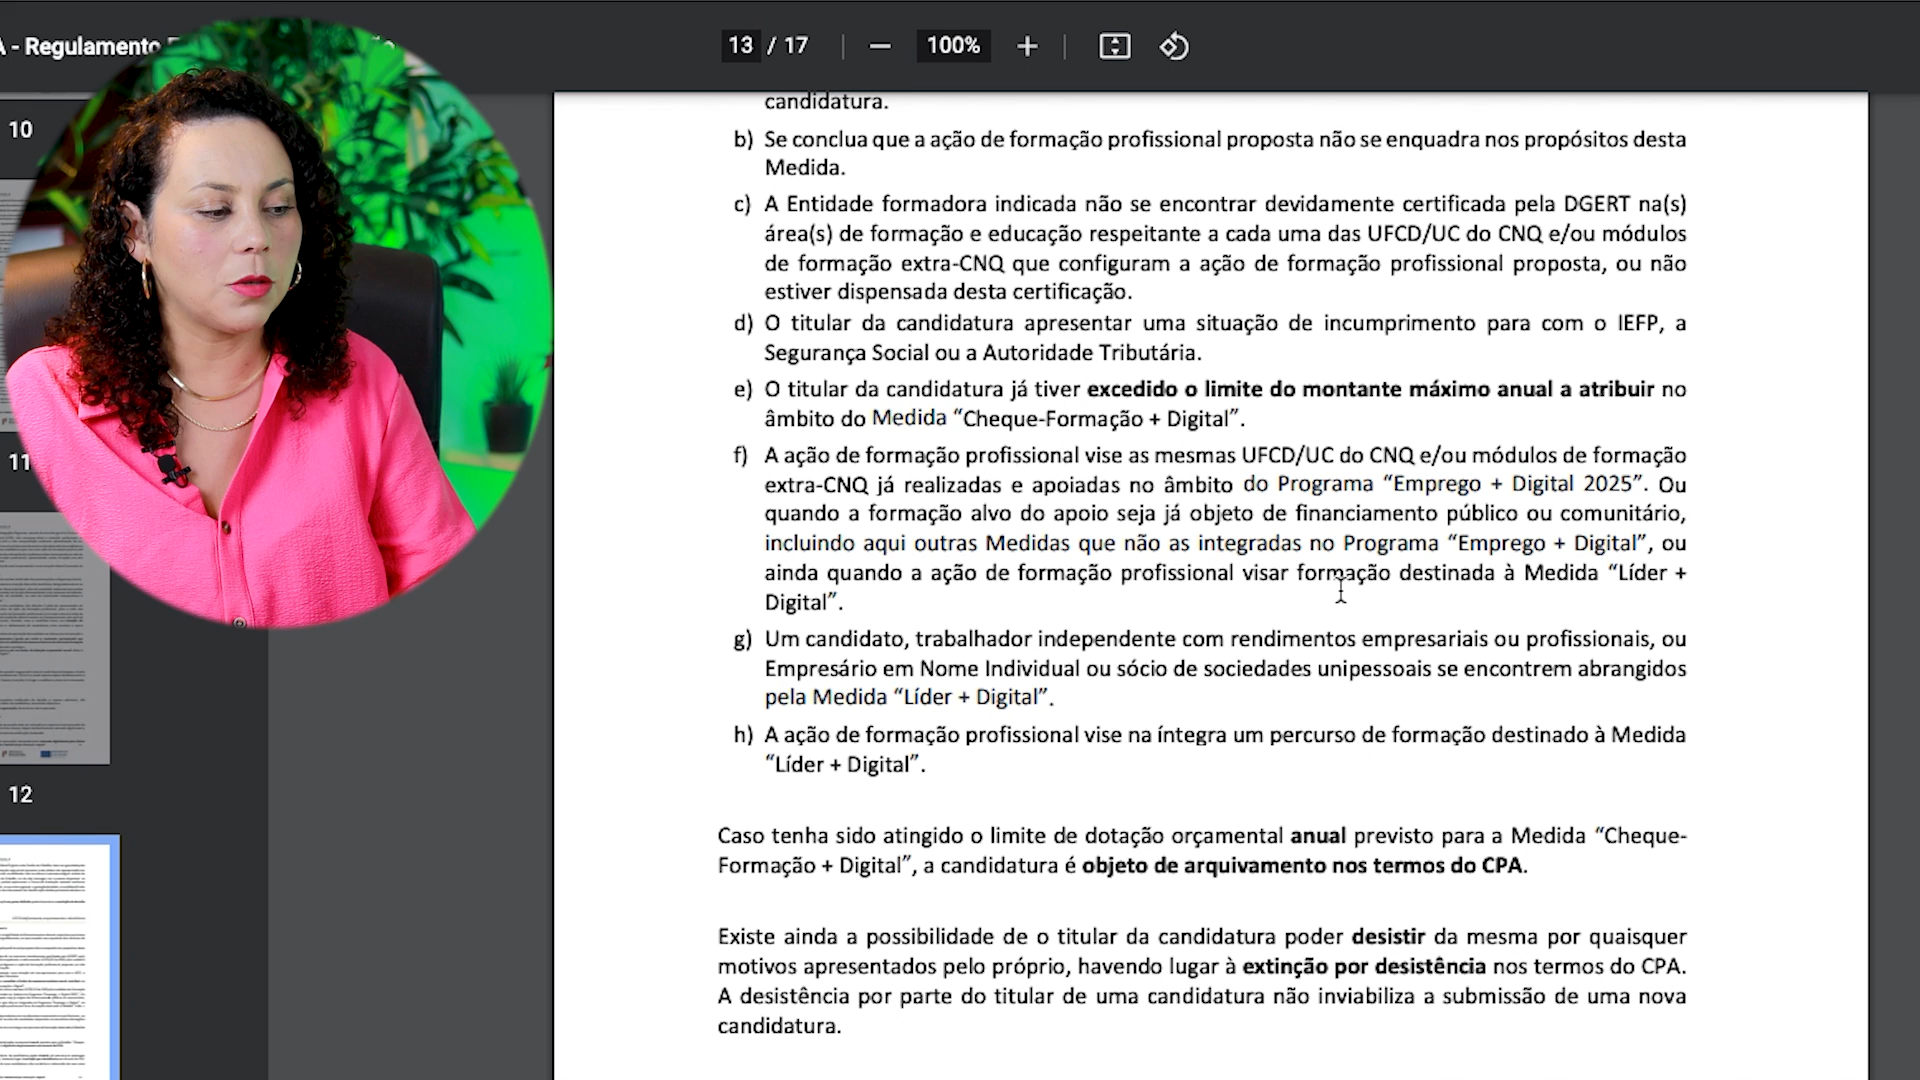 A - Regulamento
13 / 17
100%
10
11
12
candidatura.
b) Se conclua que a ação de formação profissional proposta não se enquadra nos propósitos desta
Medida.
c) A Entidade formadora indicada não se encontrar devidamente certificada pela DGERT na(s)
área(s) de formação e educação respeitante a cada uma das UFCD/UC do CNQ e/ou módulos
de formação extra-CNQ que configuram a ação de formação profissional proposta, ou não
estiver dispensada desta certificação.
d) O titular da candidatura apresentar uma situação de incumprimento para com o IEFP, a
Segurança Social ou a Autoridade Tributária.
e) O titular da candidatura já tiver excedido o limite do montante máximo anual a atribuir no
âmbito do Medida “Cheque-Formação + Digital”.
f) A ação de formação profissional vise as mesmas UFCD/UC do CNQ e/ou módulos de formação
extra-CNQ já realizadas e apoiadas no âmbito do Programa “Emprego + Digital 2025”. Ou
quando a formação alvo do apoio seja já objeto de financiamento público ou comunitário,
incluindo aqui outras Medidas que não as integradas no Programa “Emprego + Digital”, ou
ainda quando a ação de formação profissional visar formação destinada à Medida “Líder +
Digital”.
g) Um candidato, trabalhador independente com rendimentos empresariais ou profissionais, ou
Empresário em Nome Individual ou sócio de sociedades unipessoais se encontrem abrangidos
pela Medida “Líder + Digital”.
h) A ação de formação profissional vise na íntegra um percurso de formação destinado à Medida
“Líder + Digital”.
Caso tenha sido atingido o limite de dotação orçamental anual previsto para a Medida “Cheque-
Formação + Digital”, a candidatura é objeto de arquivamento nos termos do CPA.
Existe ainda a possibilidade de o titular da candidatura poder desistir da mesma por quaisquer
motivos apresentados pelo próprio, havendo lugar à extinção por desistência nos termos do CPA.
A desistência por parte do titular de uma candidatura não inviabiliza a submissão de uma nova
candidatura.